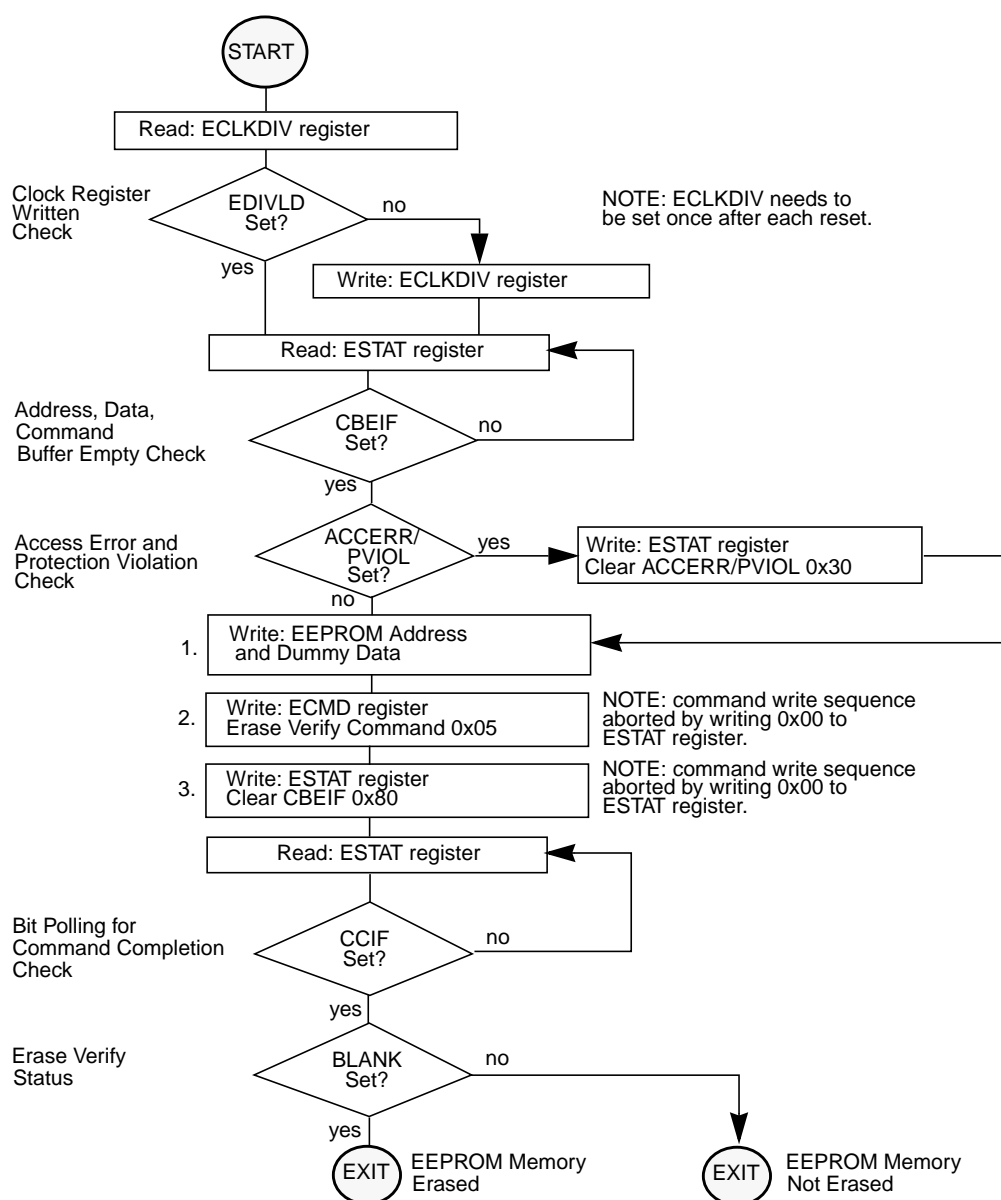 START
Read: ECLKDIV register
Clock Register
Written
Check
EDIVLD
Set?
no
yes
NOTE: ECLKDIV needs to
be set once after each reset.
Write: ECLKDIV register
Read: ESTAT register
Address, Data,
Command
Buffer Empty Check
CBEIF
Set?
no
yes
Access Error and
Protection Violation
Check
ACCERR/
PVIOL
Set?
yes
no
Write: ESTAT register
Clear ACCERR/PVIOL 0x30
1.
Write: EEPROM Address
and Dummy Data
2.
Write: ECMD register
Erase Verify Command 0x05
NOTE: command write sequence
aborted by writing 0x00 to
ESTAT register.
3.
Write: ESTAT register
Clear CBEIF 0x80
NOTE: command write sequence
aborted by writing 0x00 to
ESTAT register.
Read: ESTAT register
Bit Polling for
Command Completion
Check
CCIF
Set?
no
yes
Erase Verify
Status
BLANK
Set?
no
yes
EXIT
EEPROM Memory
Erased
EXIT
EEPROM Memory
Not Erased